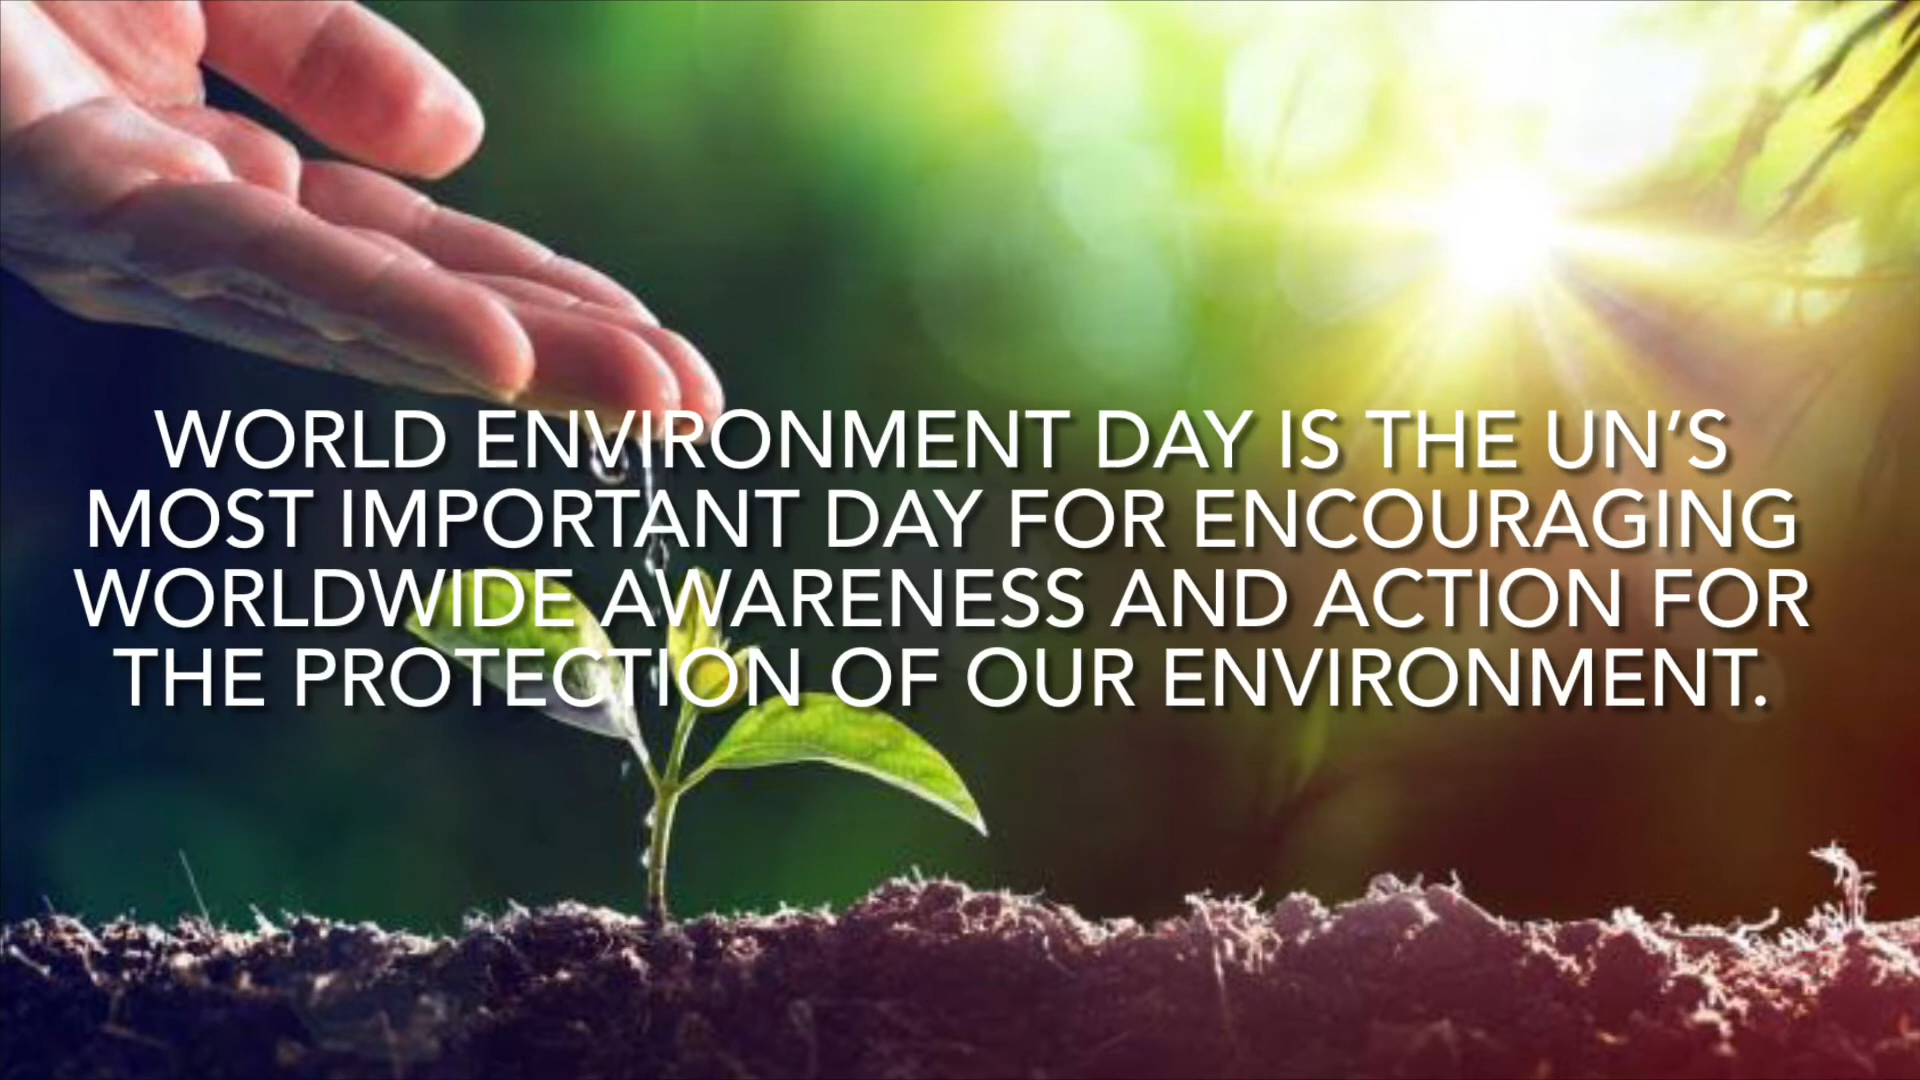 WORLD ENVIRONMENT DAY IS THE UN’S
MOST IMPORTANT DAY FOR ENCOURAGING
WORLDWIDE AWARENESS AND ACTION FOR
THE PROTECTION OF OUR ENVIRONMENT.